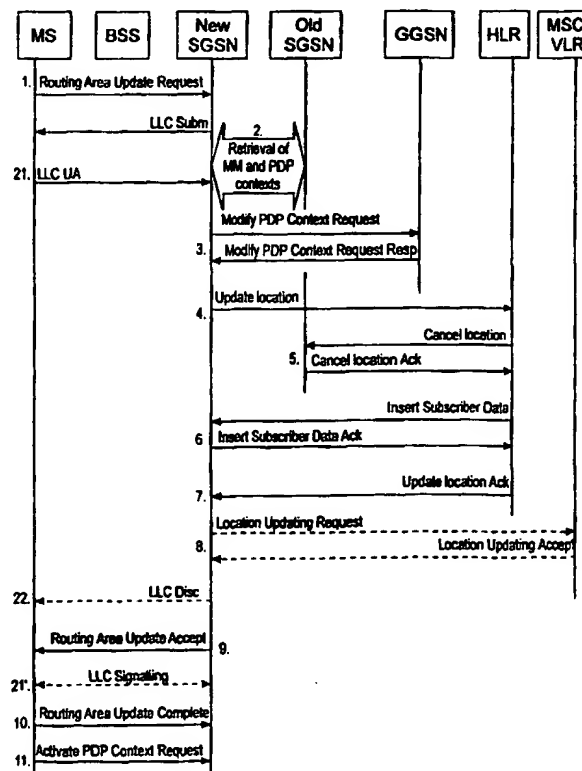 MS
BSS
New
SGSN
Old
SGSN
GGSN
HLR
MSC/
VLR
1. Routing Area Update Request
LLC Subm
2.
Retrieval of
MM and PDP
contexts
21. LLC UA
Modify PDP Context Request
3. Modify PDP Context Request Resp
4. Update location
Cancel location
5. Cancel location Ack
Insert Subscriber Data
6 Insert Subscriber Data Ack
7. Update location Ack
Location Updating Request
8. Location Updating Accept
22. LLC Disc
Routing Area Update Accept 9.
21'. LLC Signalling
10. Routing Area Update Complete
11. Activate PDP Context Request